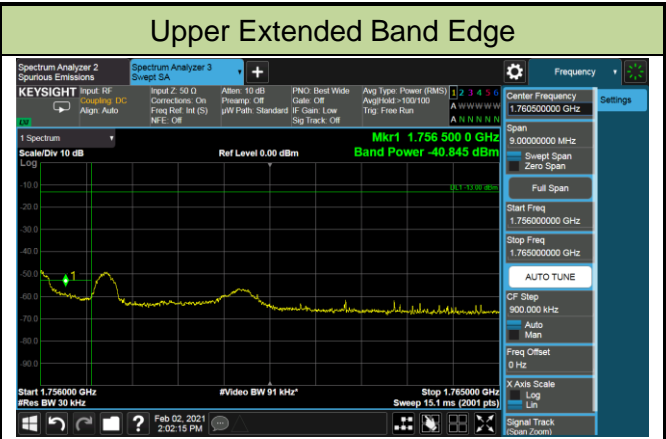 Upper Extended Band Edge
Spectrum Analyzer 2
Spurious Emissions
Spectrum Analyzer 3
Swept SA
+
Frequency
KEYSIGHT
Input: RF
Coupling: DC
Align: Auto
Input Z: 50 Ω
Corrections: On
Freq Ref: Int (S)
NFE: Off
Atten: 10 dB
Preamp: Off
µW Path: Standard
PNO: Best Wide
Gate: Off
IF Gain: Low
Sig Track: Off
Avg Type: Power (RMS)
Avg|Hold:>100/100
Trig: Free Run
1 2 3 4 5 6
A W W W W W
A N N N N N
LXI
1 Spectrum
Scale/Div 10 dB
Log
Ref Level 0.00 dBm
Mkr1 1.756 500 0 GHz
Band Power -40.845 dBm
DL1 -13.00 dBm
-10.0
-20.0
-30.0
-40.0
-50.0
-60.0
-70.0
-80.0
-90.0
1
Start 1.756000 GHz
#Res BW 30 kHz
#Video BW 91 kHz*
Stop 1.765000 GHz
Sweep 15.1 ms (2001 pts)
Feb 02, 2021
2:02:15 PM
?
Center Frequency
1.760500000 GHz
Settings
Span
9.00000000 MHz
Swept Span
Zero Span
Full Span
Start Freq
1.756000000 GHz
Stop Freq
1.765000000 GHz
AUTO TUNE
CF Step
900.000 kHz
Auto
Man
Freq Offset
0 Hz
X Axis Scale
Log
Lin
Signal Track
(Span Zoom)